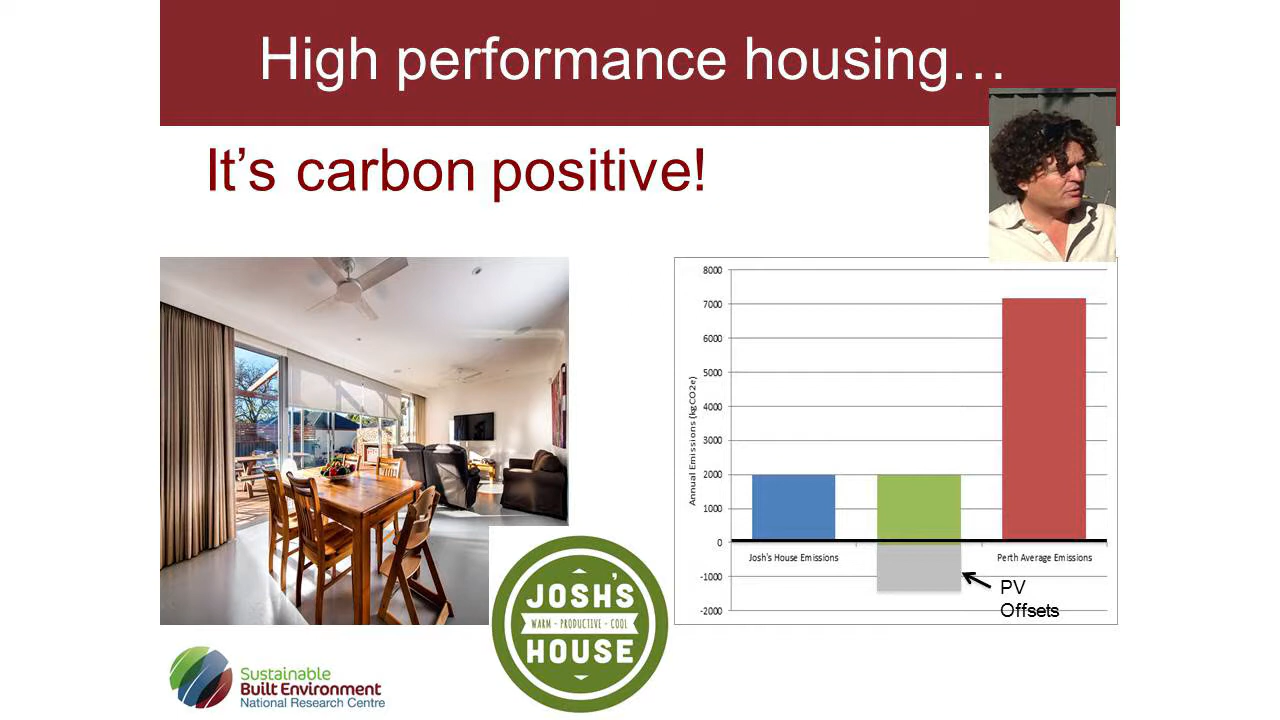 High performance housing…
It’s carbon positive!
8000
7000
6000
5000
4000
3000
2000
1000
0
-1000
-2000
Annual Emissions (kgCO2e)
Josh's House Emissions
Perth Average Emissions
PV
Offsets
JOSH'S
WARM - PRODUCTIVE - COOL
HOUSE
Sustainable
Built Environment
National Research Centre